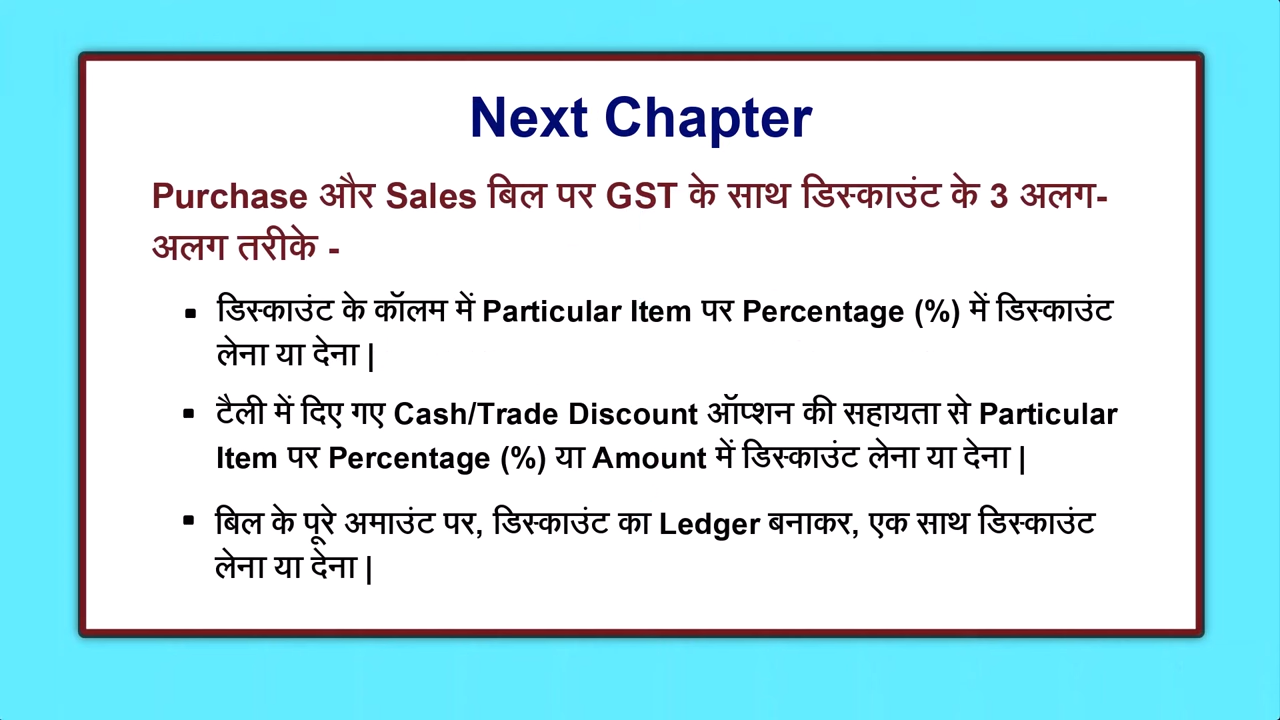 Next Chapter
Purchase और Sales बिल पर GST के साथ डिस्काउंट के 3 अलग-
अलग तरीके -
▪ डिस्काउंट के कॉलम में Particular Item पर Percentage (%) में डिस्काउंट
लेना या देना |
▪ टैली में दिए गए Cash/Trade Discount ऑप्शन की सहायता से Particular
Item पर Percentage (%) या Amount में डिस्काउंट लेना या देना |
▪ बिल के पूरे अमाउंट पर, डिस्काउंट का Ledger बनाकर, एक साथ डिस्काउंट
लेना या देना |